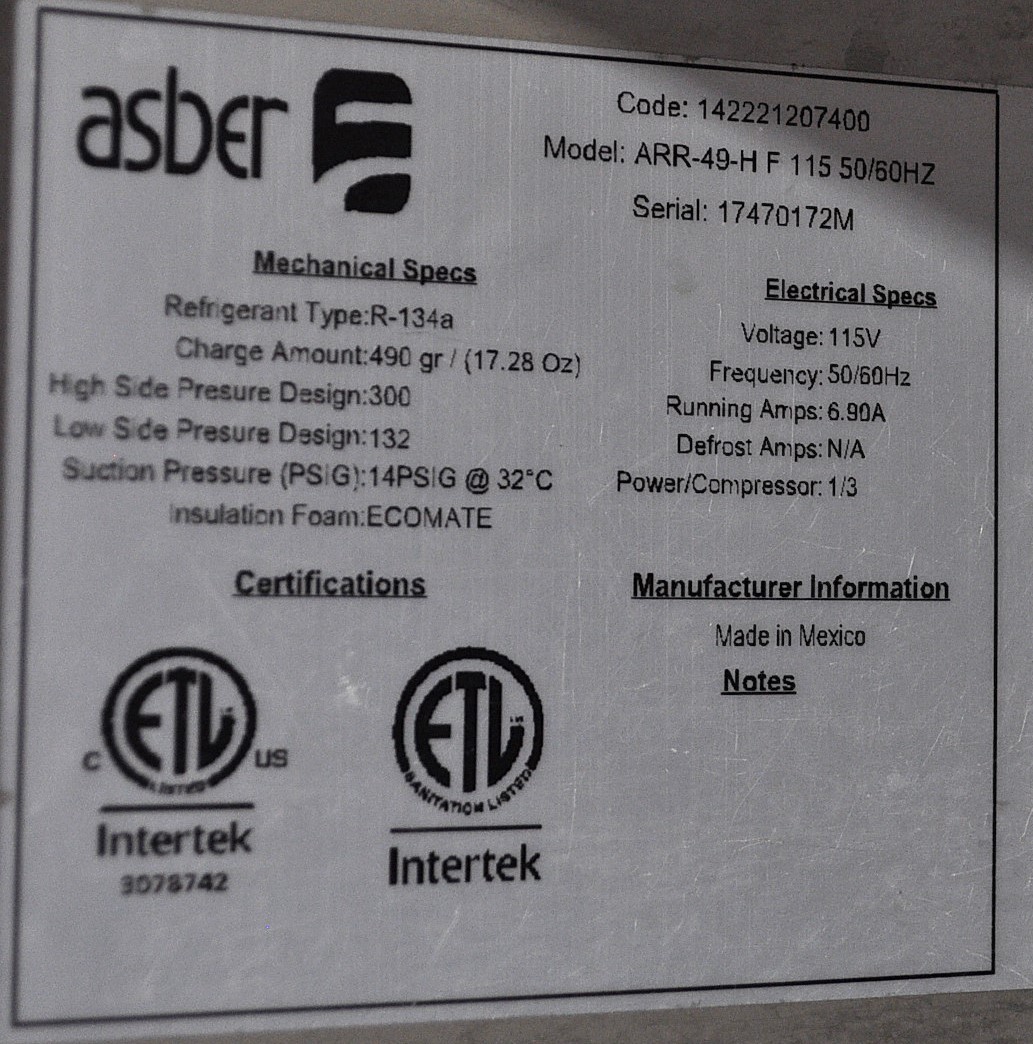 asber
Code: 142221207400
Model: ARR-49-H F 115 50/60HZ
Serial: 17470172M
Mechanical Specs
Refrigerant Type:R-134a
Charge Amount:490 gr / (17.28 Oz)
High Side Presure Design:300
Low Side Presure Design:132
Suction Pressure (PSIG):14PSIG @ 32°C
Insulation Foam:ECOMATE
Electrical Specs
Voltage: 115V
Frequency: 50/60Hz
Running Amps: 6.90A
Defrost Amps: N/A
Power/Compressor: 1/3
Certifications
C ETL US
LISTED
Intertek
3078742
ETL
SANITATION LISTED
Intertek
Manufacturer Information
Made in Mexico
Notes